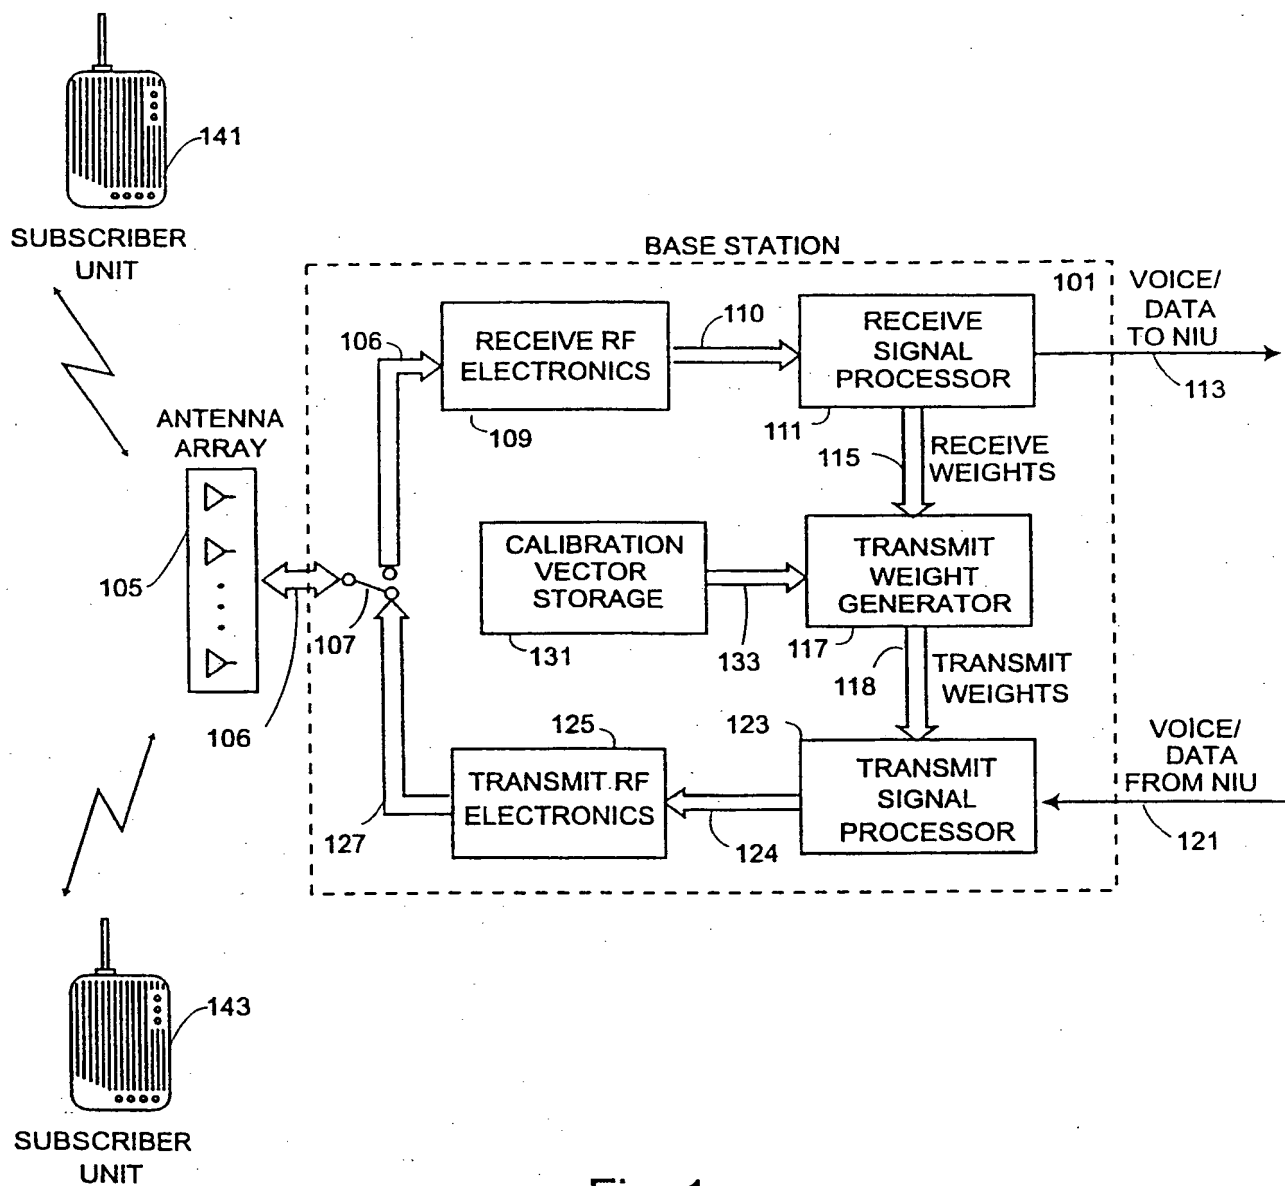 141
SUBSCRIBER
UNIT
BASE STATION
101
VOICE/
DATA
TO NIU
113
106
RECEIVE RF
ELECTRONICS
109
110
RECEIVE
SIGNAL
PROCESSOR
111
115
RECEIVE
WEIGHTS
ANTENNA
ARRAY
105
106
107
CALIBRATION
VECTOR
STORAGE
131
133
TRANSMIT
WEIGHT
GENERATOR
117
118
TRANSMIT
WEIGHTS
125
TRANSMIT RF
ELECTRONICS
127
124
123
TRANSMIT
SIGNAL
PROCESSOR
VOICE/
DATA
FROM NIU
121
143
SUBSCRIBER
UNIT